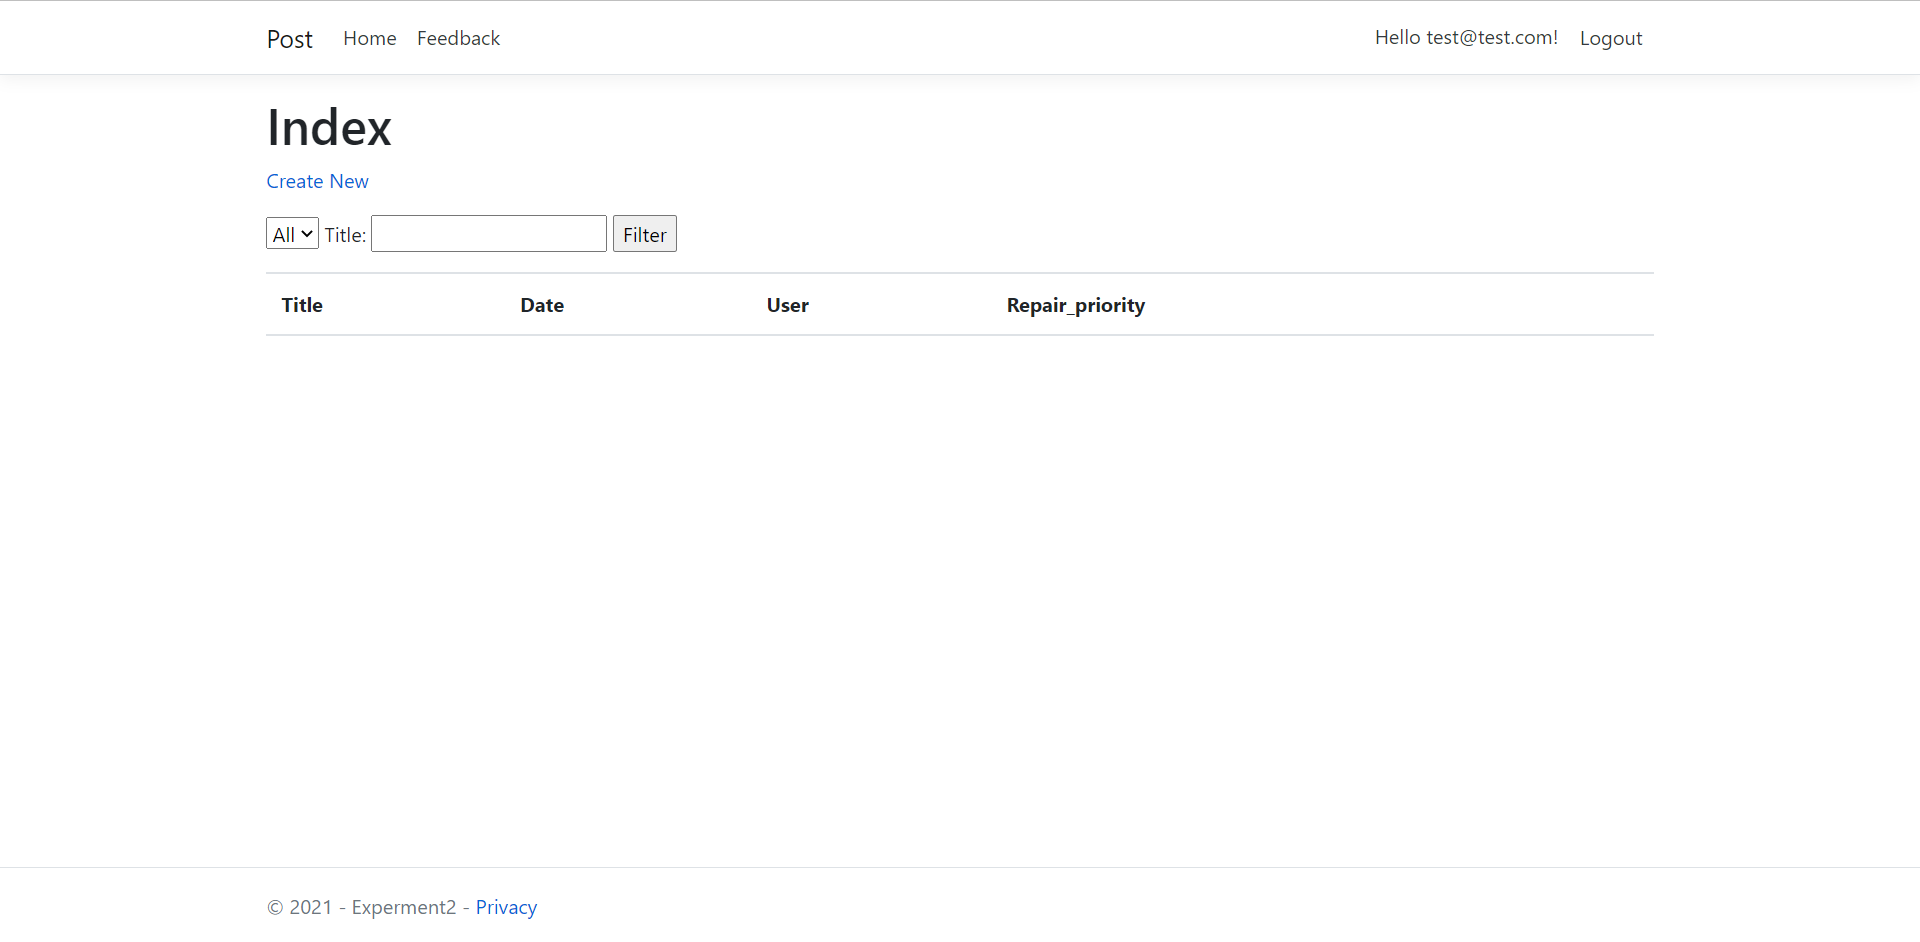 Post Home Feedback Hello test@test.com! Logout
Index
Create New
All Title: Filter
Title Date User Repair_priority
© 2021 - Experment2 - Privacy